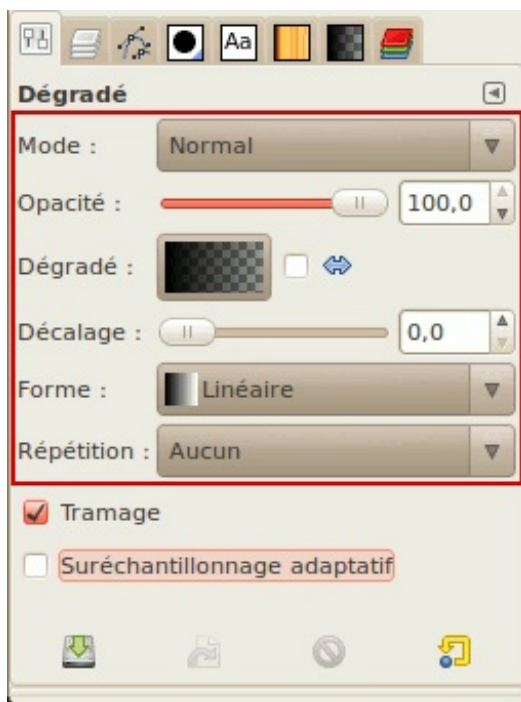 Aa
Dégradé
Mode : Normal
Opacité : 100,0
Dégradé :
Décalage : 0,0
Forme : Linéaire
Répétition : Aucun
Tramage
Suréchantillonnage adaptatif